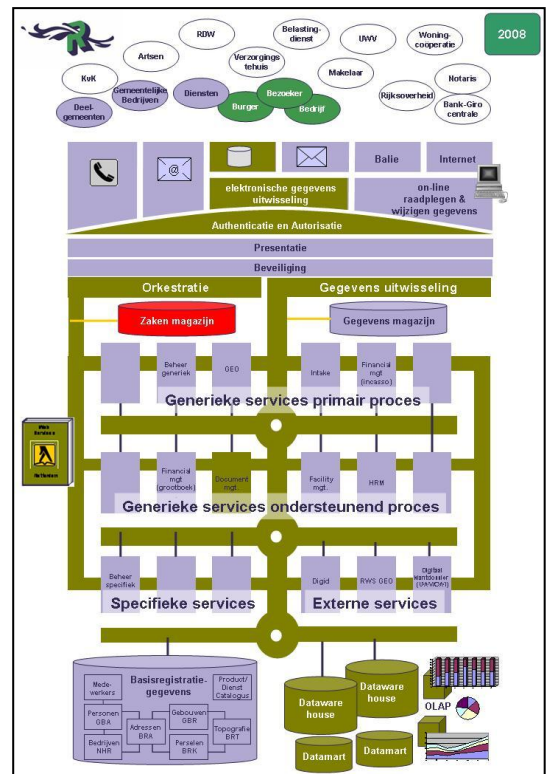 2008
RDW
Belasting-
dienst
UWV
Woning-
coöperatie
Artsen
Verzorgings
tehuis
KvK
Makelaar
Notaris
Gemeentelijke
Bedrijven
Diensten
Bezoeker
Rijksoverheid
Deel-
gemeenten
Burger
Bedrijf
Bank-Giro
centrale
@
Balie
Internet
elektronische gegevens
uitwisseling
on-line
raadplegen &
wijzigen gegevens
Authenticatie en Autorisatie
Presentatie
Beveiliging
Orkestratie
Gegevens uitwisseling
Zaken magazijn
Gegevens magazijn
Beheer
generiek
GEO
Intake
Financial
mgt
(incasso)
Generieke services primair proces
Financial
mgt
(grootboek)
Document
mgt.
Facility
mgt.
HRM
Generieke services ondersteunend proces
Beheer
specifiek
Digid
RWS GEO
Digitaal
Specifieke services
Externe services
Basisregistratie-
gegevens
Product/
Dienst
Catalogus
Mede-
werkers
Personen
GBA
Adressen
BRA
Gebouwen
GBR
Topografie
BRT
Bedrijven
NHR
Perselen
BRK
Dataware
house
Dataware
house
OLAP
Datamart
Datamart